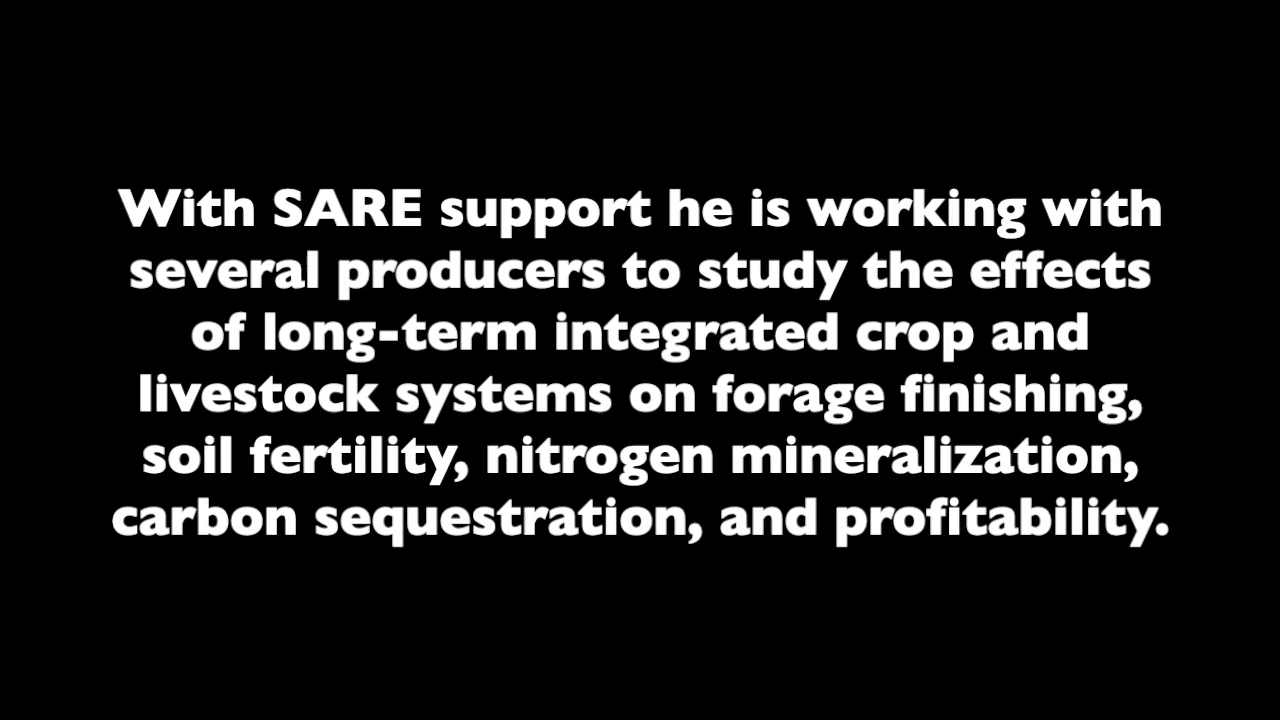 With SARE support he is working with
several producers to study the effects
of long-term integrated crop and
livestock systems on forage finishing,
soil fertility, nitrogen mineralization,
carbon sequestration, and profitability.